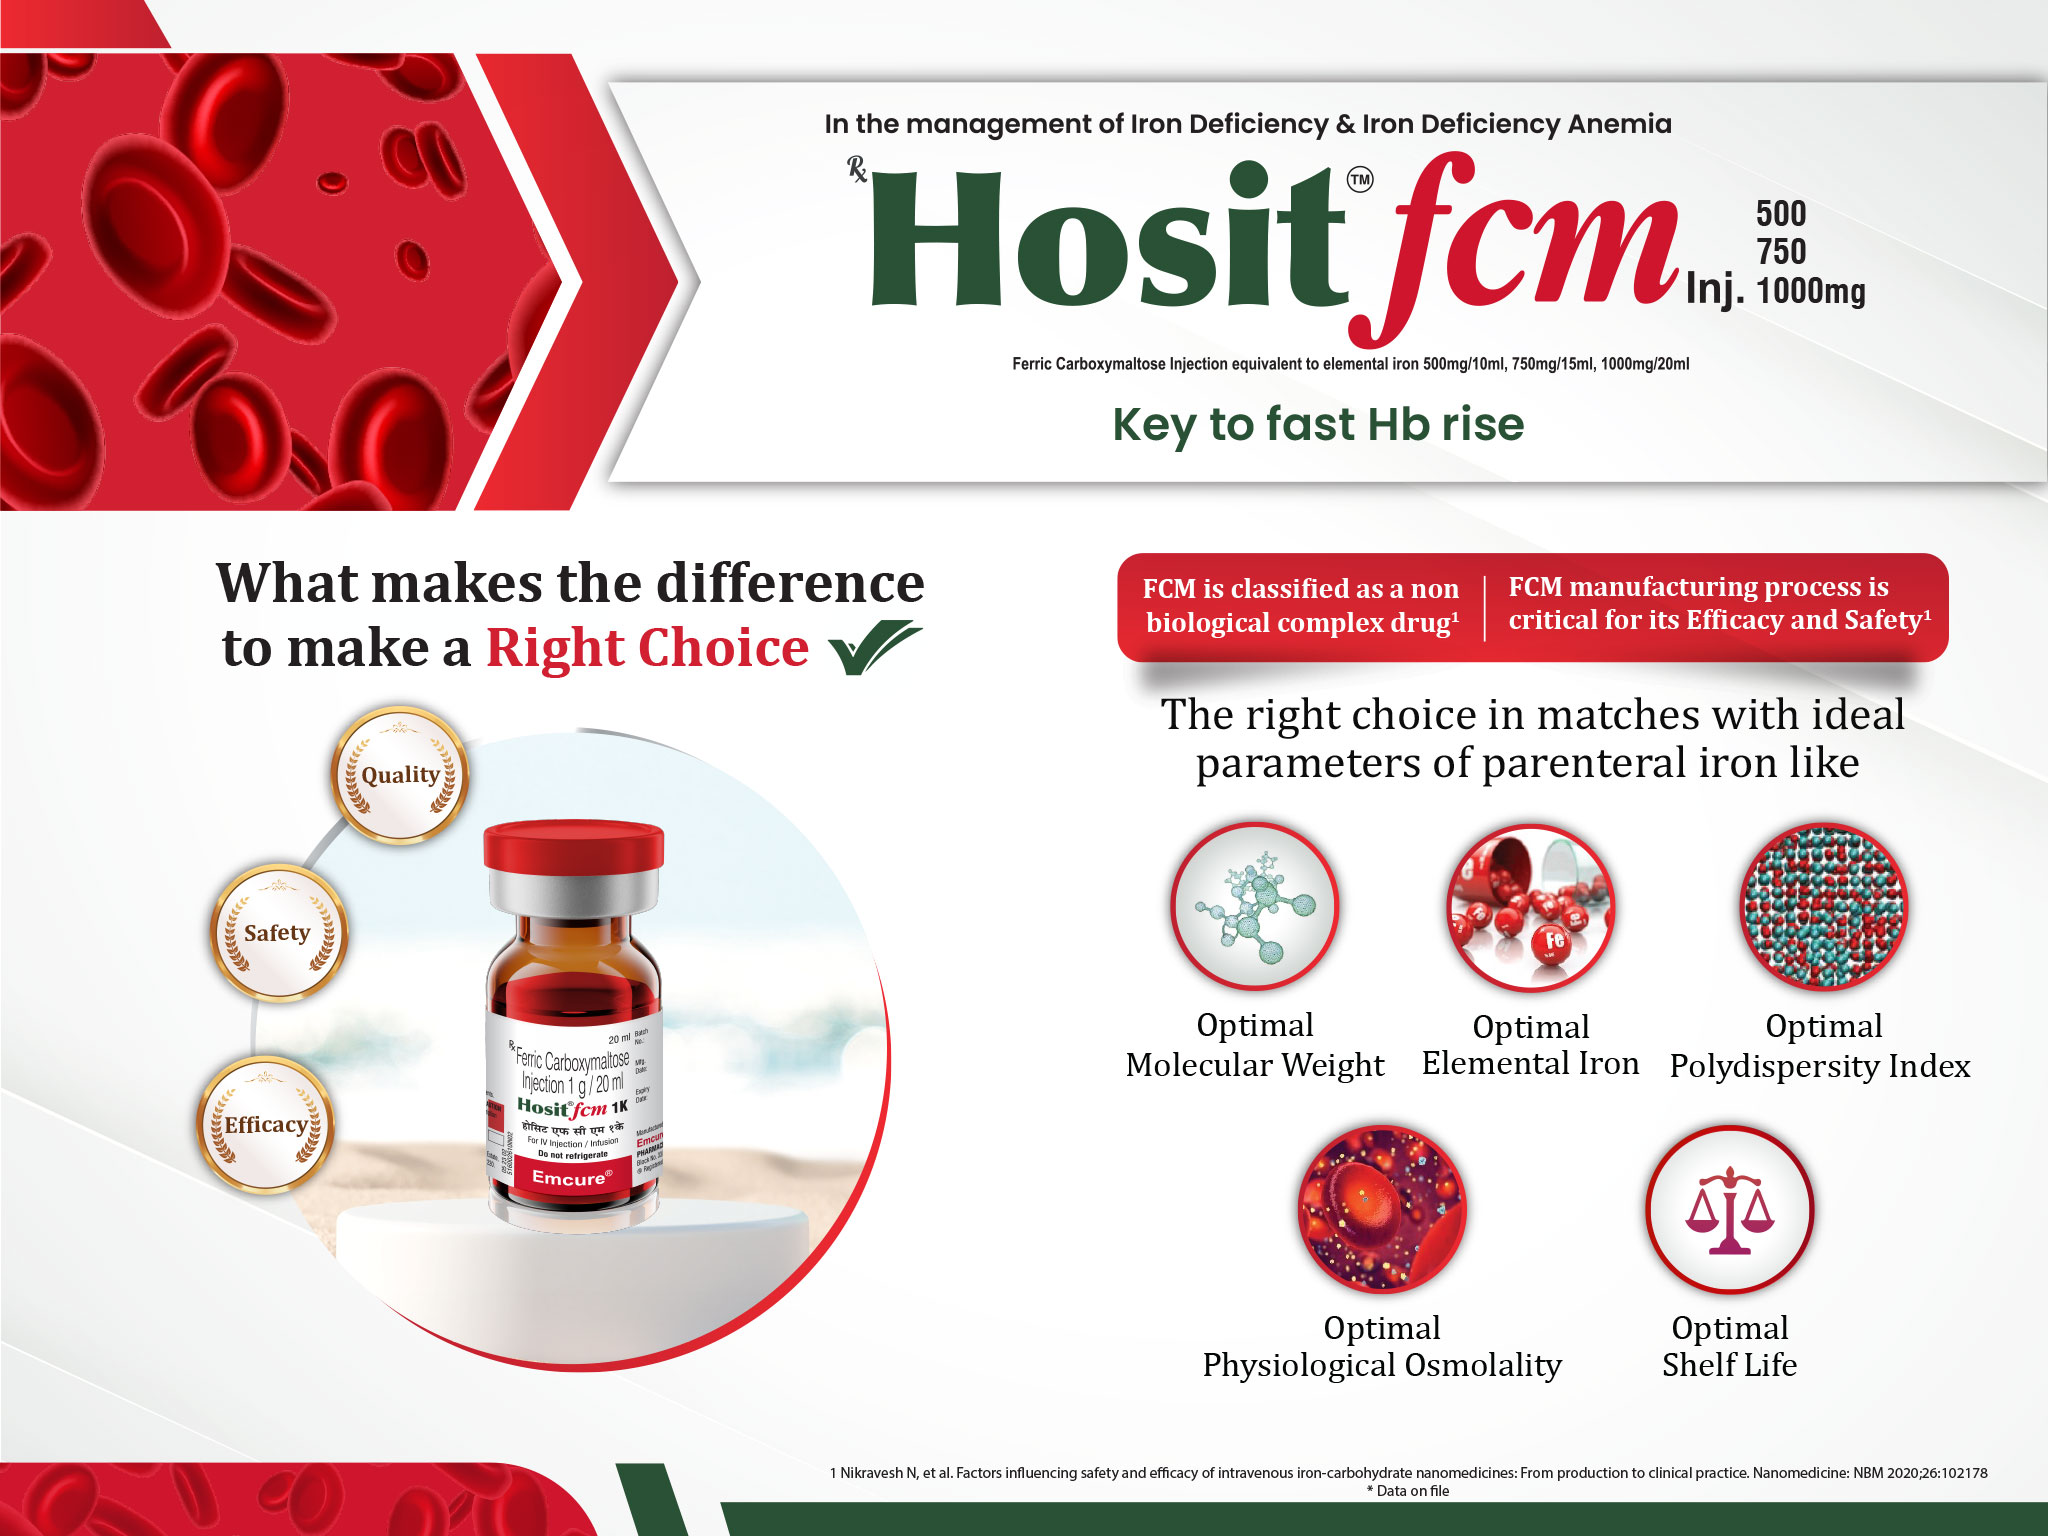 In the management of Iron Deficiency & Iron Deficiency Anemia
Rx Hosit™ fcm Inj. 500 750 1000mg
Ferric Carboxymaltose Injection equivalent to elemental iron 500mg/10ml, 750mg/15ml, 1000mg/20ml
Key to fast Hb rise
What makes the difference
to make a Right Choice
Quality
Safety
Efficacy
20 ml
Rx Ferric Carboxymaltose
Injection 1 g / 20 ml
Hosit® fcm 1K
होसिट एफ सी एम १के
For IV Injection / Infusion
Do not refrigerate
Emcure®
Batch
No.:
Mfg.
Date:
Expiry
Date:
FCM is classified as a non
biological complex drug¹
FCM manufacturing process is
critical for its Efficacy and Safety¹
The right choice in matches with ideal
parameters of parenteral iron like
Fe
Optimal
Molecular Weight
Optimal
Elemental Iron
Optimal
Polydispersity Index
Optimal
Physiological Osmolality
Optimal
Shelf Life
1 Nikravesh N, et al. Factors influencing safety and efficacy of intravenous iron-carbohydrate nanomedicines: From production to clinical practice. Nanomedicine: NBM 2020;26:102178
* Data on file